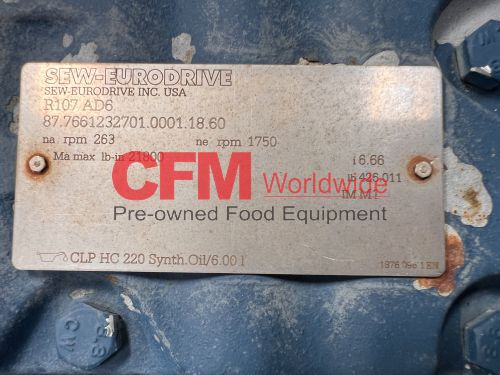 SEW-EURODRIVE
SEW-EURODRIVE INC. USA
R107 AD6
87.7661232701.0001.18.60
na rpm 263 ne rpm 1750
Ma max lb-in 21800 i 6.66
CFM Worldwide
IM M1
Pre-owned Food Equipment
CLP HC 220 Synth.Oil/6.00 l